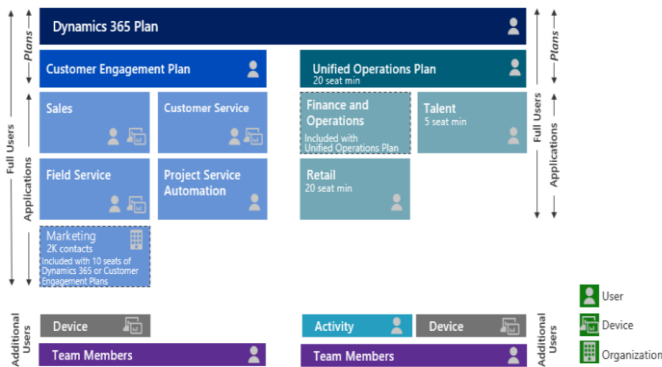 Dynamics 365 Plan
Plans
Full Users
Customer Engagement Plan
Unified Operations Plan
20 seat min
Plans
Full Users
Applications
Sales
Customer Service
Finance and
Operations
Included with
Unified Operations Plan
Talent
5 seat min
Applications
Field Service
Project Service
Automation
Retail
20 seat min
Marketing
2K contacts
Included with 10 seats of
Dynamics 365 or Customer
Engagement Plans
Additional
Users
Device
Team Members
Activity
Device
Team Members
Additional
Users
User
Device
Organization